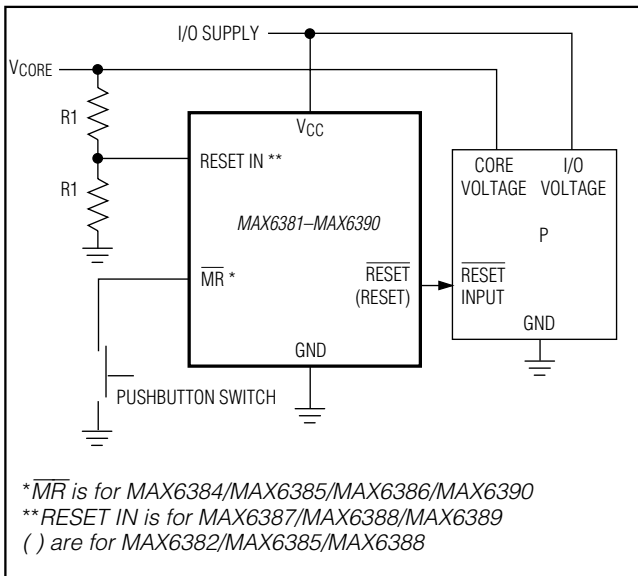 I/O SUPPLY
VCORE
R1
VCC
RESET IN **
CORE VOLTAGE
I/O VOLTAGE
R1
MAX6381–MAX6390
P
MR *
RESET
(RESET)
RESET
INPUT
GND
GND
PUSHBUTTON SWITCH
*MR is for MAX6384/MAX6385/MAX6386/MAX6390
**RESET IN is for MAX6387/MAX6388/MAX6389
( ) are for MAX6382/MAX6385/MAX6388